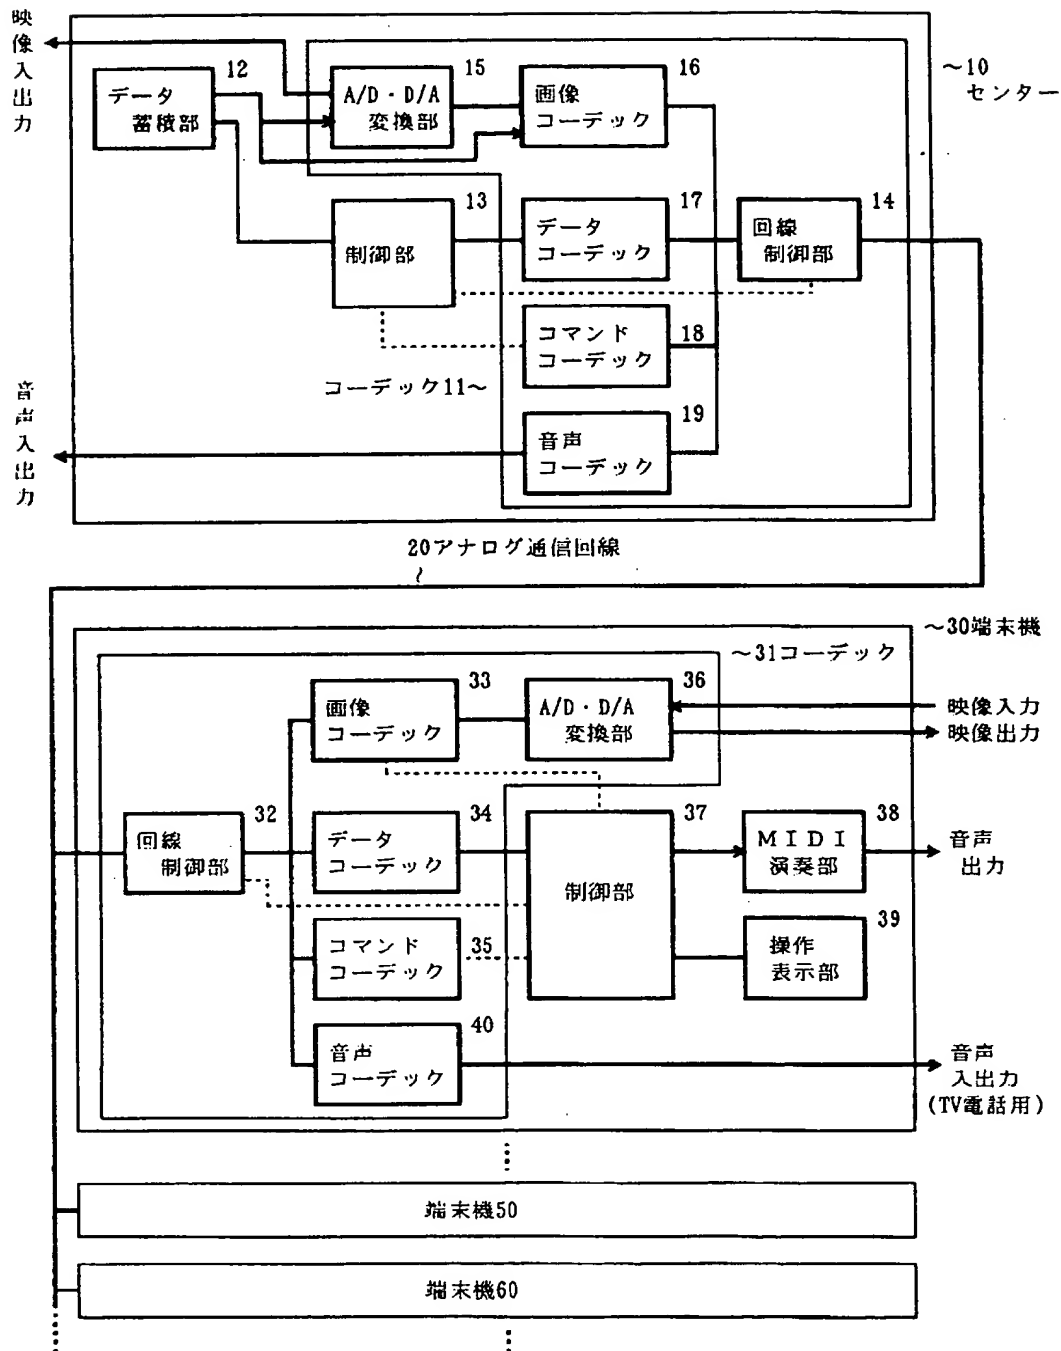 映像入出力
12
データ
蓄積部
15
A/D・D/A
変換部
16
画像
コーデック
～10
センター
13
制御部
17
データ
コーデック
14
回線
制御部
コマンド
コーデック
18
コーデック11～
19
音声
コーデック
音声入出力
20アナログ通信回線
～30端末機
～31コーデック
33
画像
コーデック
36
A/D・D/A
変換部
映像入力
映像出力
32
回線
制御部
34
データ
コーデック
37
制御部
38
ＭＩＤＩ
演奏部
音声
出力
コマンド
コーデック
35
39
操作
表示部
40
音声
コーデック
音声
入出力
(TV電話用)
端末機50
端末機60